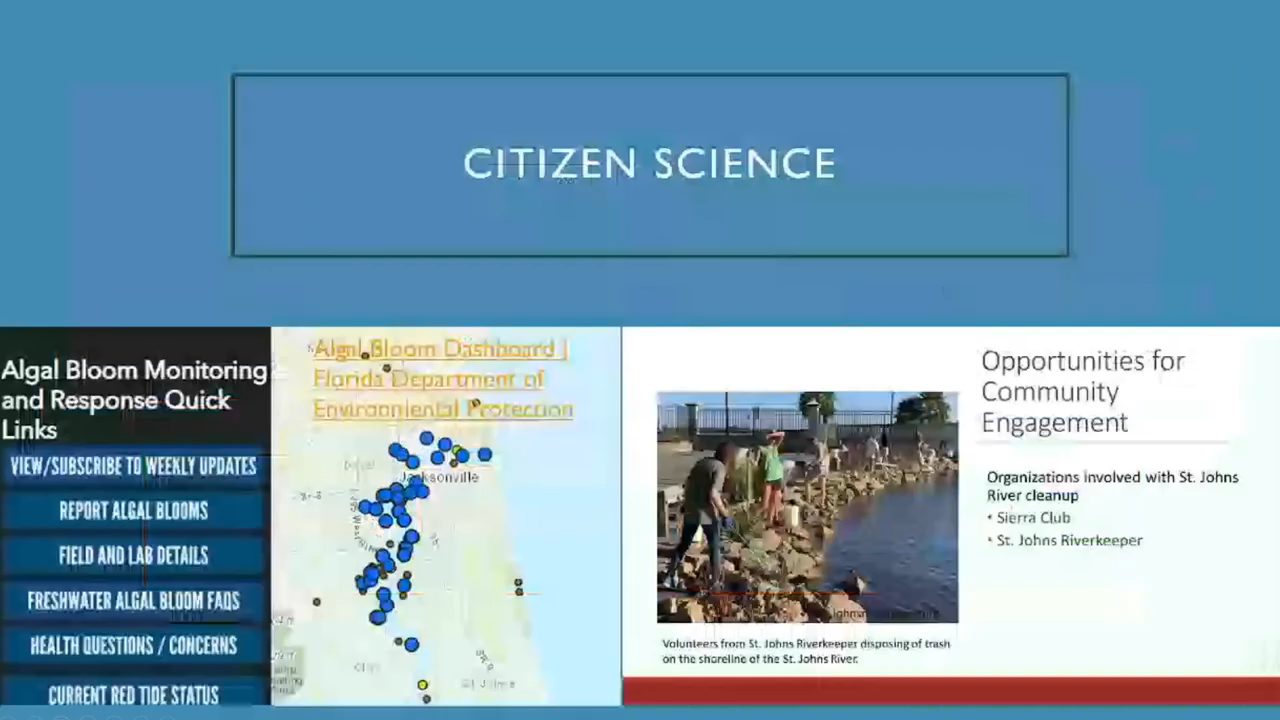 CITIZEN SCIENCE
Algal Bloom Monitoring
and Response Quick
Links
VIEW/SUBSCRIBE TO WEEKLY UPDATES
REPORT ALGAL BLOOMS
FIELD AND LAB DETAILS
FRESHWATER ALGAL BLOOM FAQS
HEALTH QUESTIONS / CONCERNS
CURRENT RED TIDE STATUS
Algal Bloom Dashboard |
Florida Department of
Environmental Protection
Jacksonville
Opportunities for
Community
Engagement
Organizations involved with St. Johns
River cleanup
• Sierra Club
• St. Johns Riverkeeper
Volunteers from St. Johns Riverkeeper disposing of trash
on the shoreline of the St. Johns River.